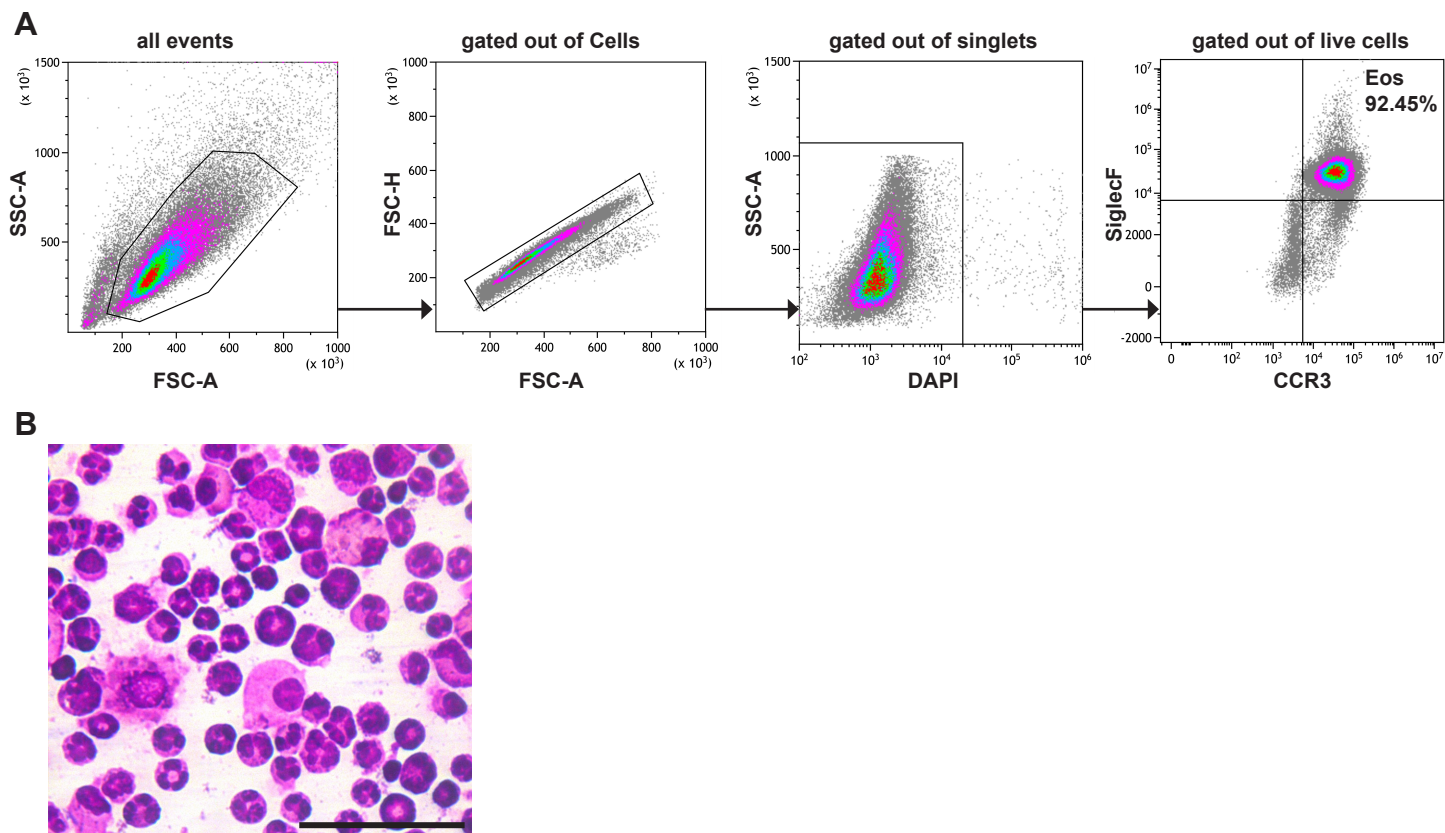 A
all events
gated out of Cells
gated out of singlets
gated out of live cells
(x 10³)
1500
1000
500
SSC-A
200 400 600 800 1000
(x 10³)
FSC-A
(x 10³)
1000
800
600
400
200
FSC-H
200 400 600 800 1000
(x 10³)
FSC-A
(x 10³)
1500
1000
500
SSC-A
10² 10³ 10⁴ 10⁵ 10⁶
DAPI
Eos
92.45%
10⁷
10⁶
10⁵
10⁴
2000
0
-2000
SiglecF
0 10² 10³ 10⁴ 10⁵ 10⁶ 10⁷
CCR3
B